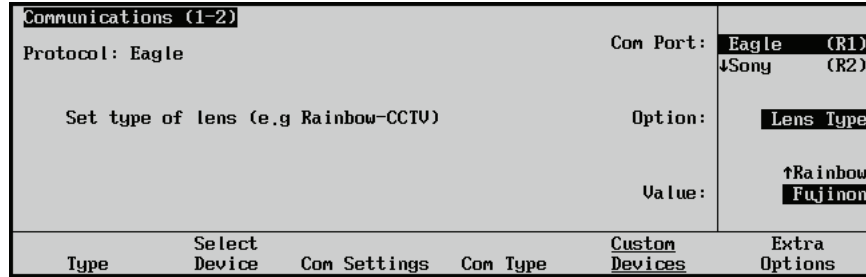 Communications (1-2)
Com Port: Eagle (R1)
Protocol: Eagle
↓Sony (R2)
Set type of lens (e.g Rainbow-CCTV) Option: Lens Type
↑Rainbow
Value: Fujinon
Type Select Device Com Settings Com Type Custom Devices Extra Options